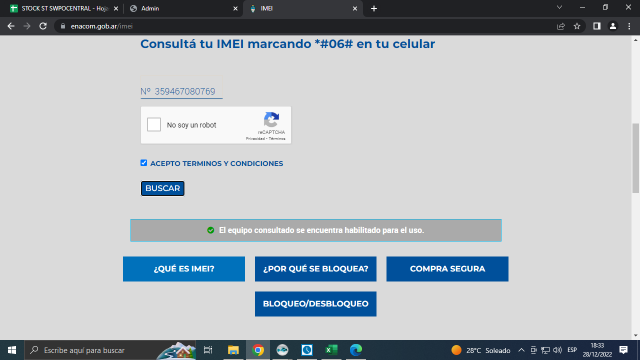 STOCK ST SWPOCENTRAL - Hoja
Admin
IMEI
enacom.gob.ar/imei
Consultá tu IMEI marcando *#06# en tu celular
Nº 359467080769
No soy un robot
reCAPTCHA
Privacidad - Términos
ACEPTO TERMINOS Y CONDICIONES
BUSCAR
El equipo consultado se encuentra habilitado para el uso.
¿QUÉ ES IMEI?
¿POR QUÉ SE BLOQUEA?
COMPRA SEGURA
BLOQUEO/DESBLOQUEO
Escribe aquí para buscar
28°C Soleado
ESP
18:33
28/12/2022